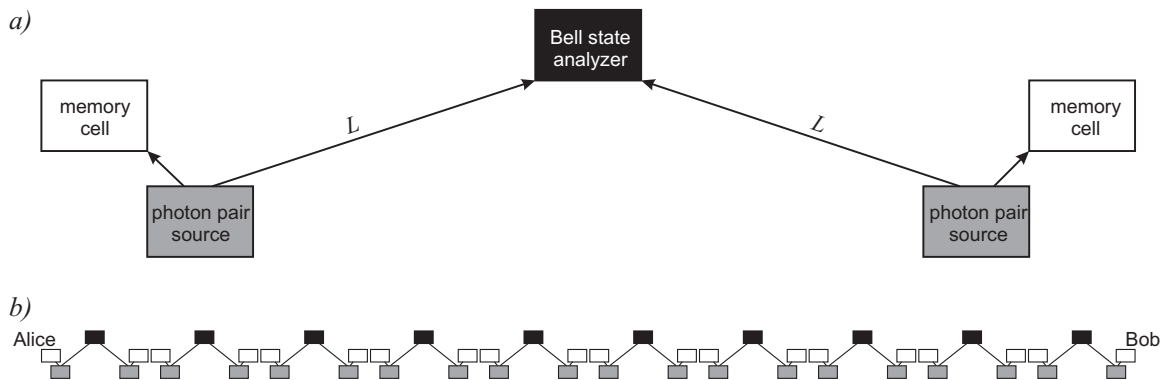 a)
Bell state
analyzer
memory
cell
L
L
memory
cell
photon pair
source
photon pair
source
b)
Alice
Bob